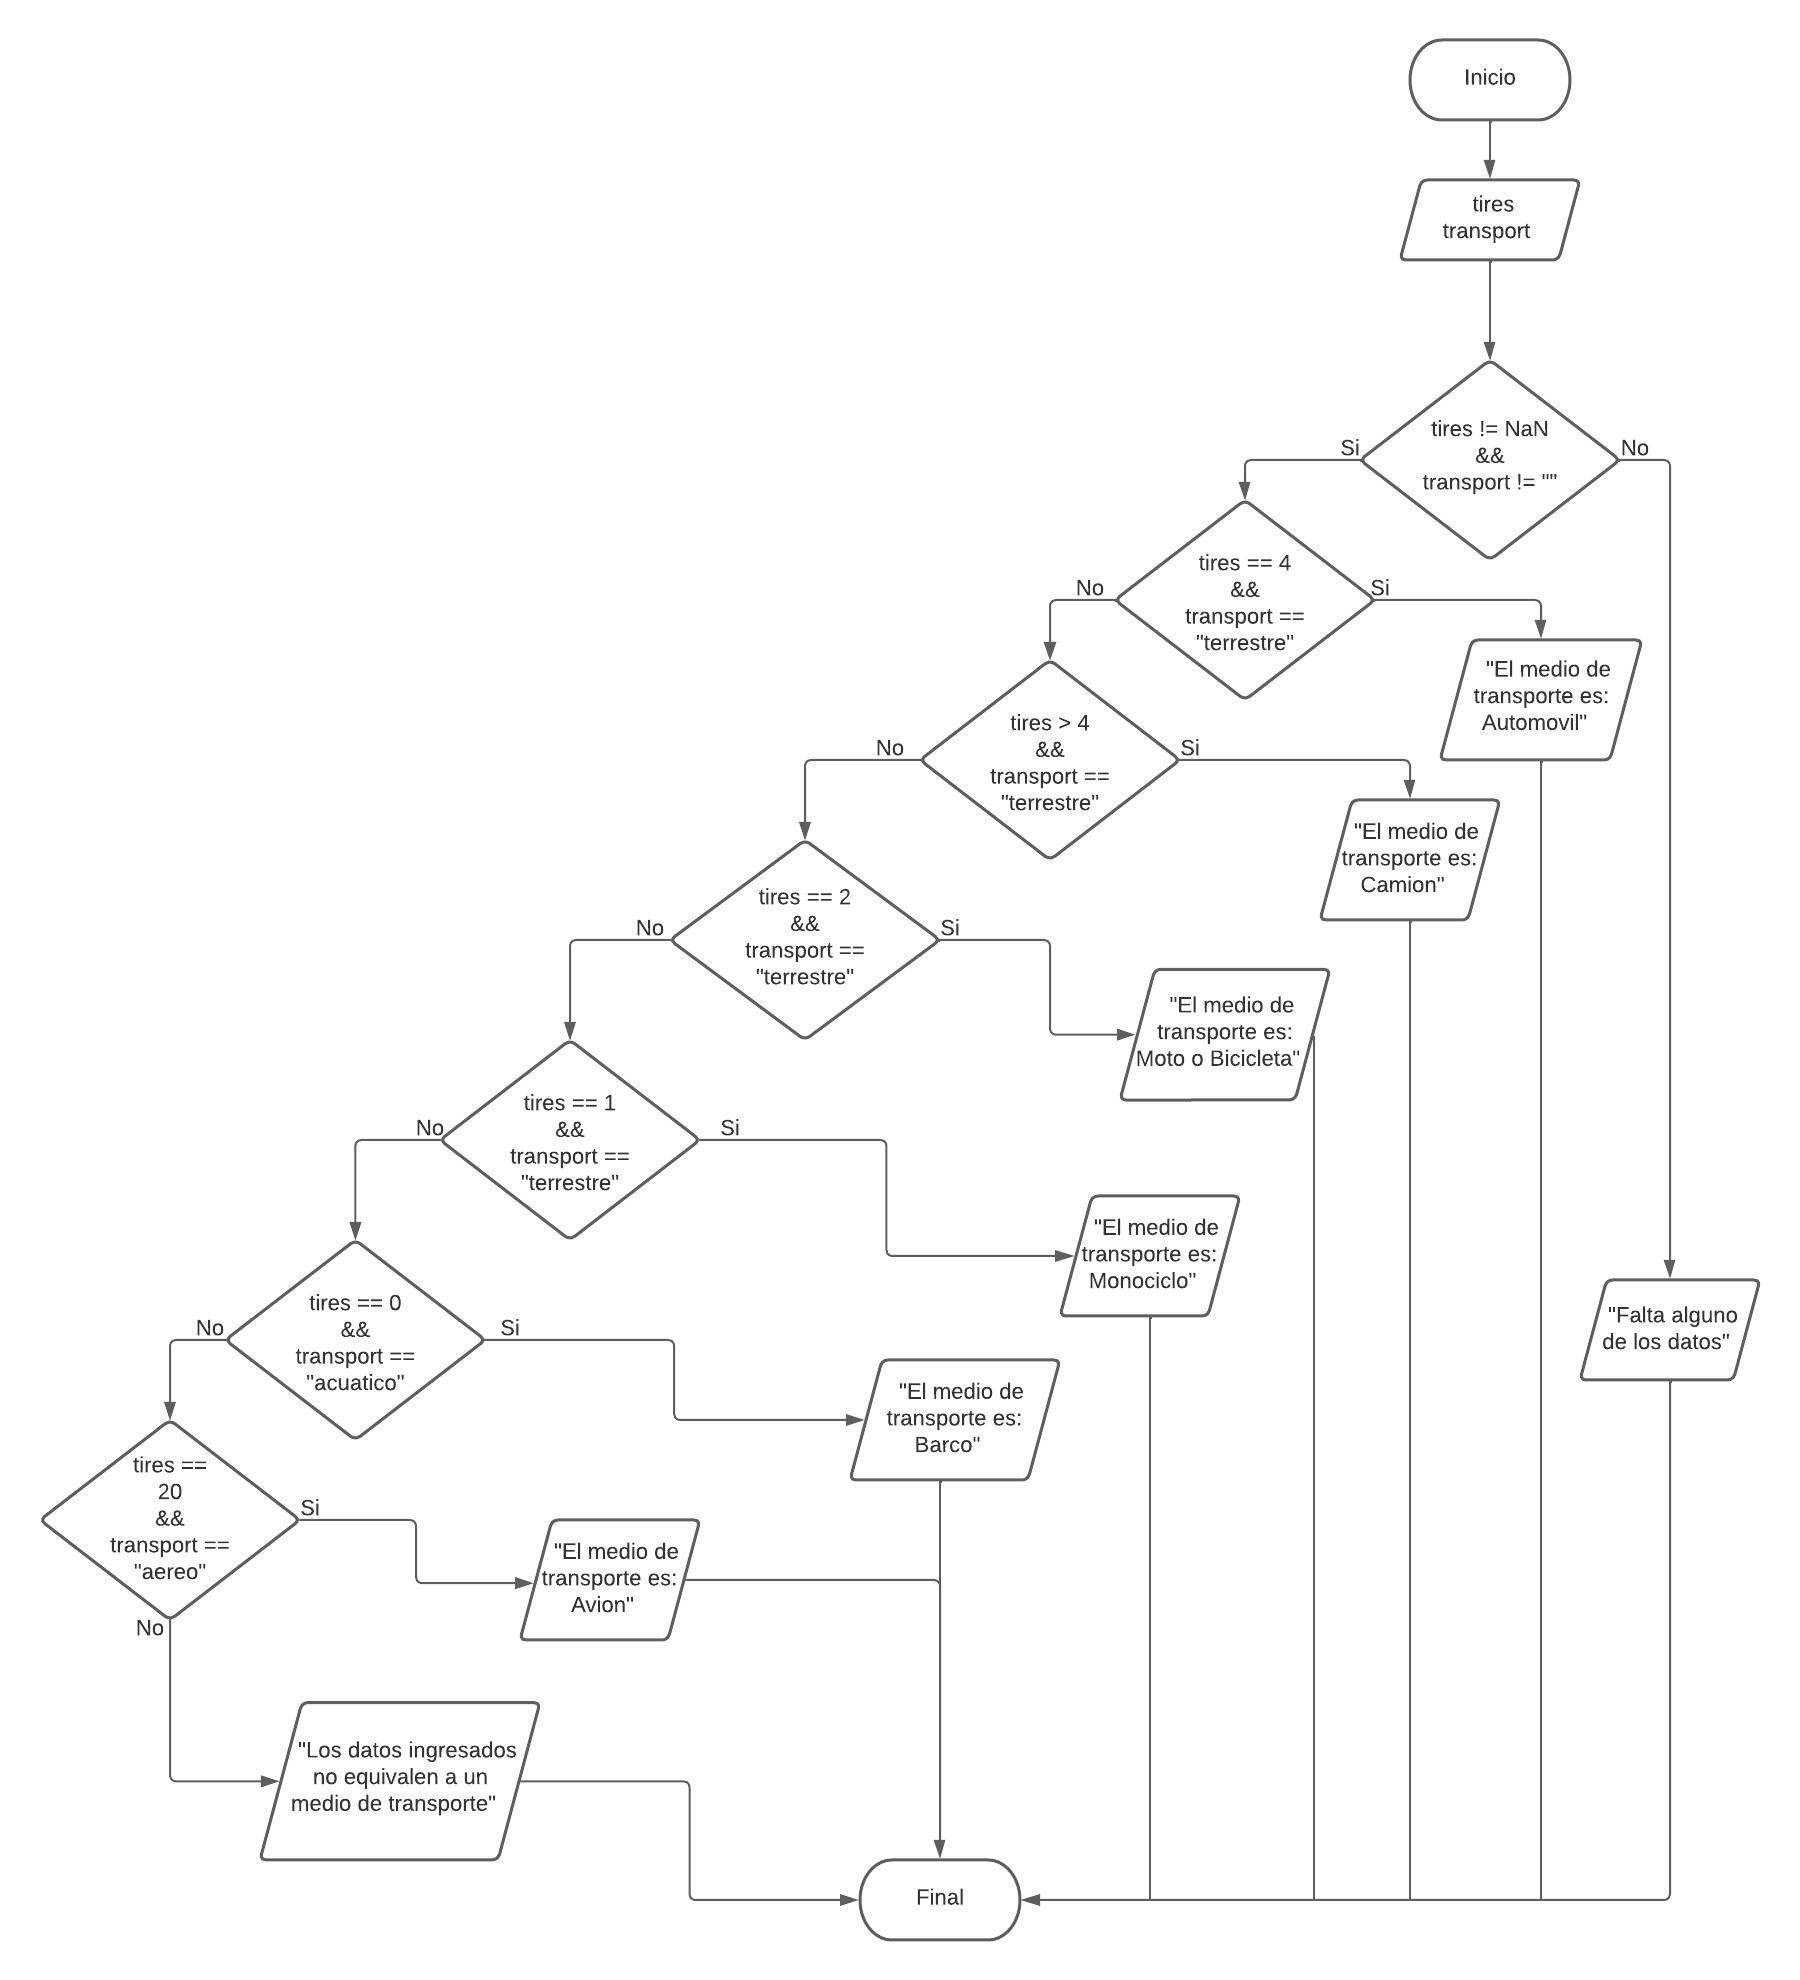 Inicio
tires
transport
tires != NaN
&&
transport != ""
Si
No
tires == 4
&&
transport ==
"terrestre"
No
Si
"El medio de
transporte es:
Automovil"
tires > 4
&&
transport ==
"terrestre"
No
Si
"El medio de
transporte es:
Camion"
tires == 2
&&
transport ==
"terrestre"
No
Si
"El medio de
transporte es:
Moto o Bicicleta"
tires == 1
&&
transport ==
"terrestre"
No
Si
"El medio de
transporte es:
Monociclo"
"Falta alguno
de los datos"
tires == 0
&&
transport ==
"acuatico"
No
Si
"El medio de
transporte es:
Barco"
tires ==
20
&&
transport ==
"aereo"
Si
No
"El medio de
transporte es:
Avion"
"Los datos ingresados
no equivalen a un
medio de transporte"
Final